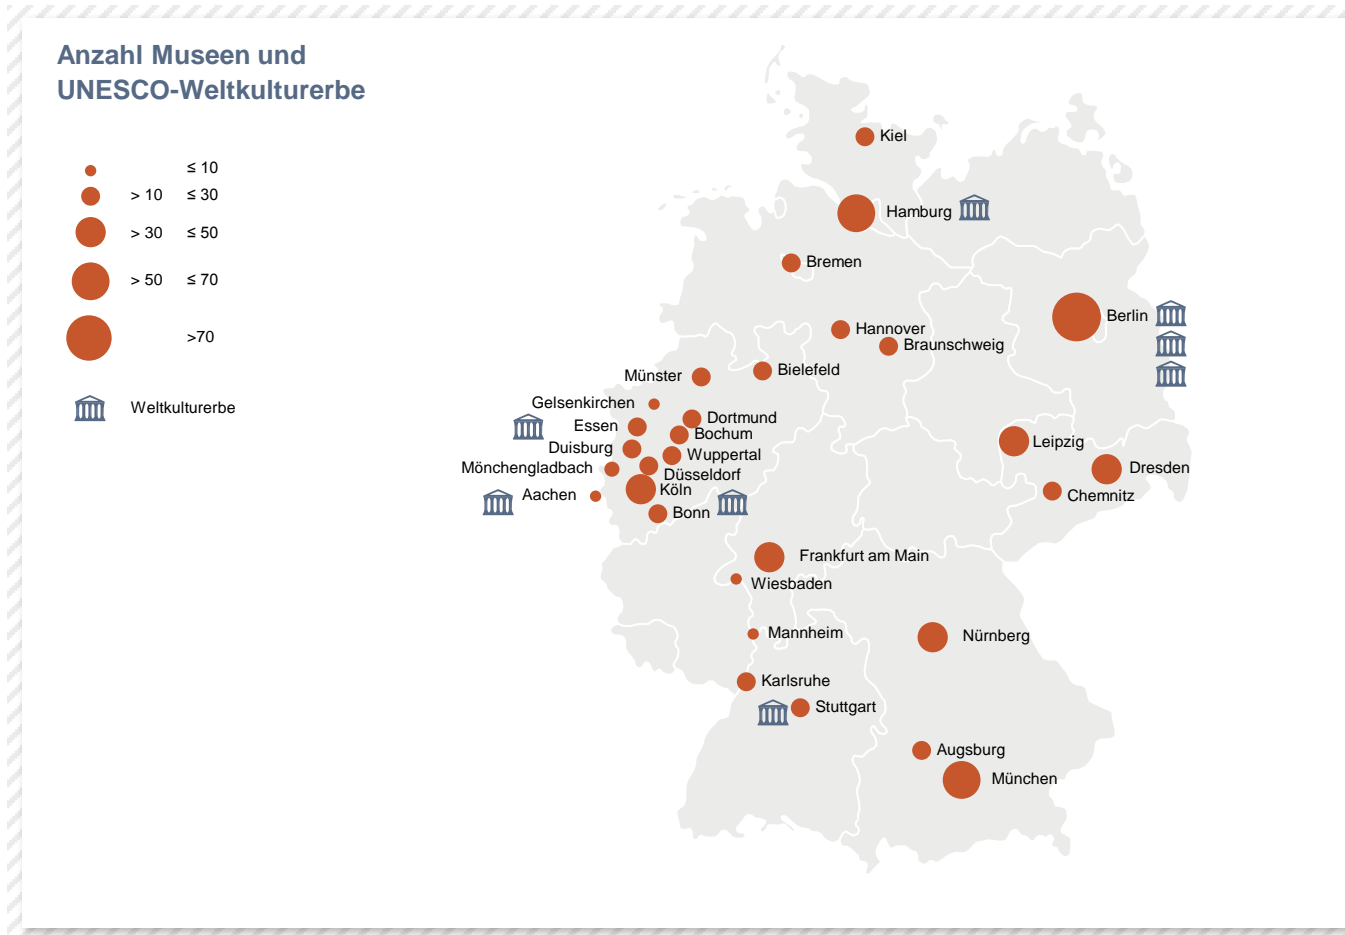 Anzahl Museen und
UNESCO-Weltkulturerbe
≤ 10
> 10 ≤ 30
> 30 ≤ 50
> 50 ≤ 70
>70
Weltkulturerbe
Kiel
Hamburg
Bremen
Berlin
Hannover
Braunschweig
Bielefeld
Münster
Gelsenkirchen
Dortmund
Essen
Bochum
Duisburg
Wuppertal
Mönchengladbach
Düsseldorf
Köln
Aachen
Bonn
Leipzig
Dresden
Chemnitz
Frankfurt am Main
Wiesbaden
Mannheim
Nürnberg
Karlsruhe
Stuttgart
Augsburg
München